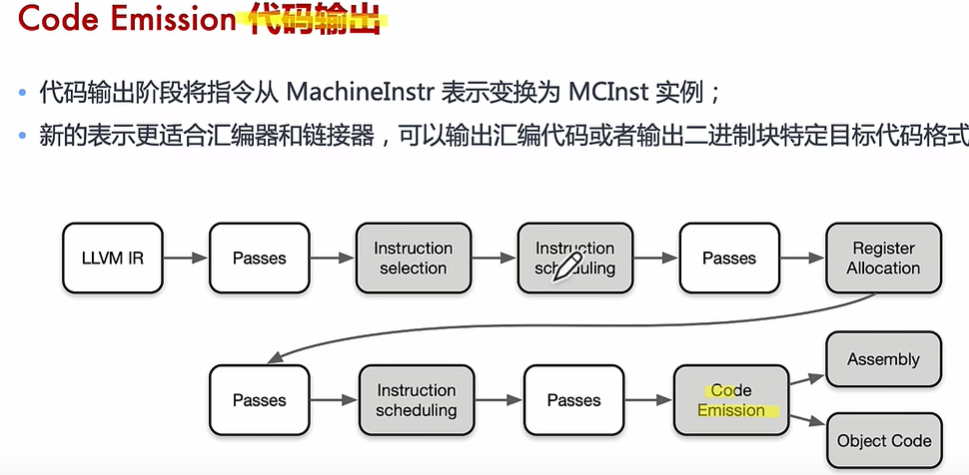 Code Emission 代码输出
代码输出阶段将指令从 MachineInstr 表示变换为 MCInst 实例；
新的表示更适合汇编器和链接器，可以输出汇编代码或者输出二进制块特定目标代码格式
LLVM IR
Passes
Instruction
selection
Instruction
scheduling
Passes
Register
Allocation
Passes
Instruction
scheduling
Passes
Code
Emission
Assembly
Object Code